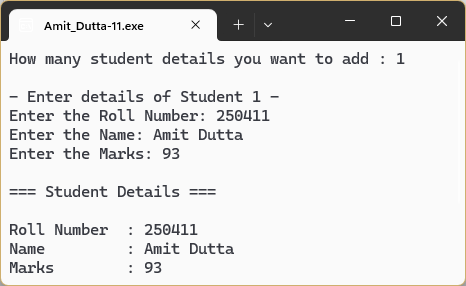 Amit_Dutta-11.exe
How many student details you want to add : 1
– Enter details of Student 1 –
Enter the Roll Number: 250411
Enter the Name: Amit Dutta
Enter the Marks: 93
=== Student Details ===
Roll Number  : 250411
Name         : Amit Dutta
Marks        : 93